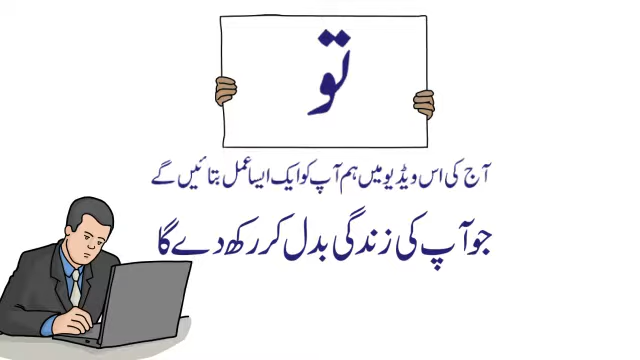 تو
آج کی اس ویڈیو میں ہم آپ کو ایک ایسا عمل بتائیں گے
جو آپ کی زندگی بدل کر رکھ دے گا